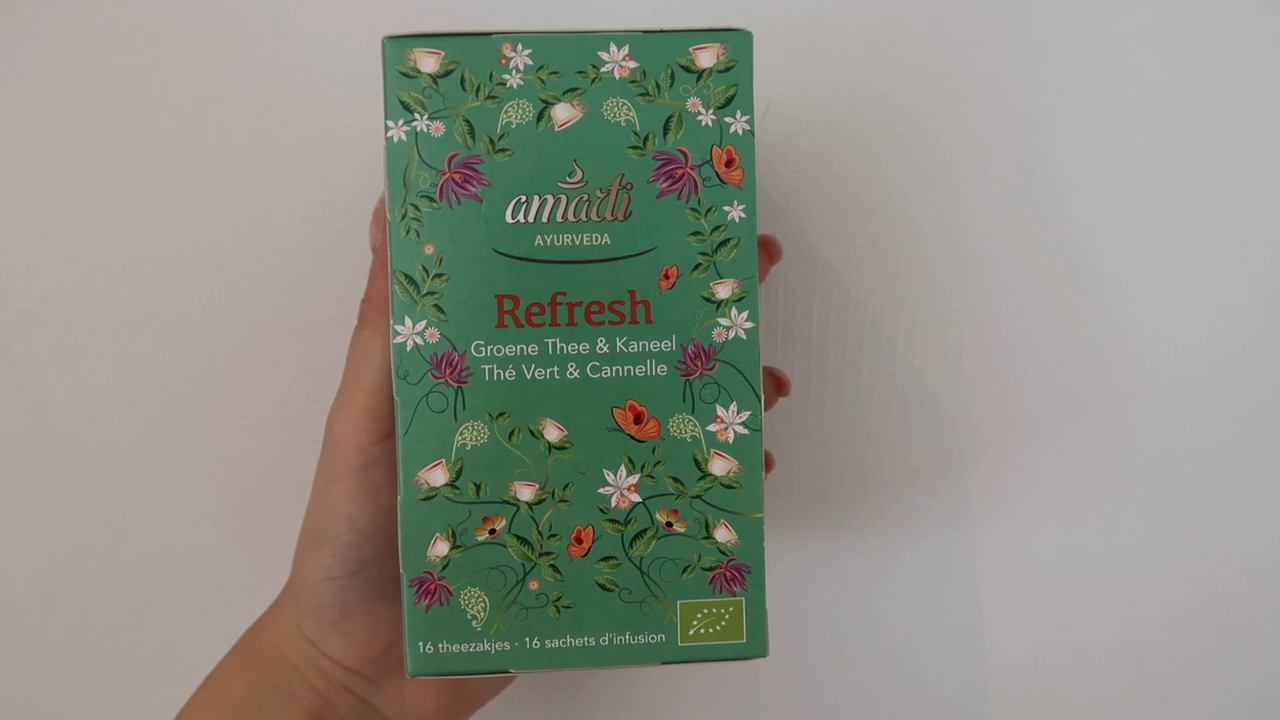 amarti
AYURVEDA
Refresh
Groene Thee & Kaneel
Thé Vert & Cannelle
16 theezakjes · 16 sachets d'infusion